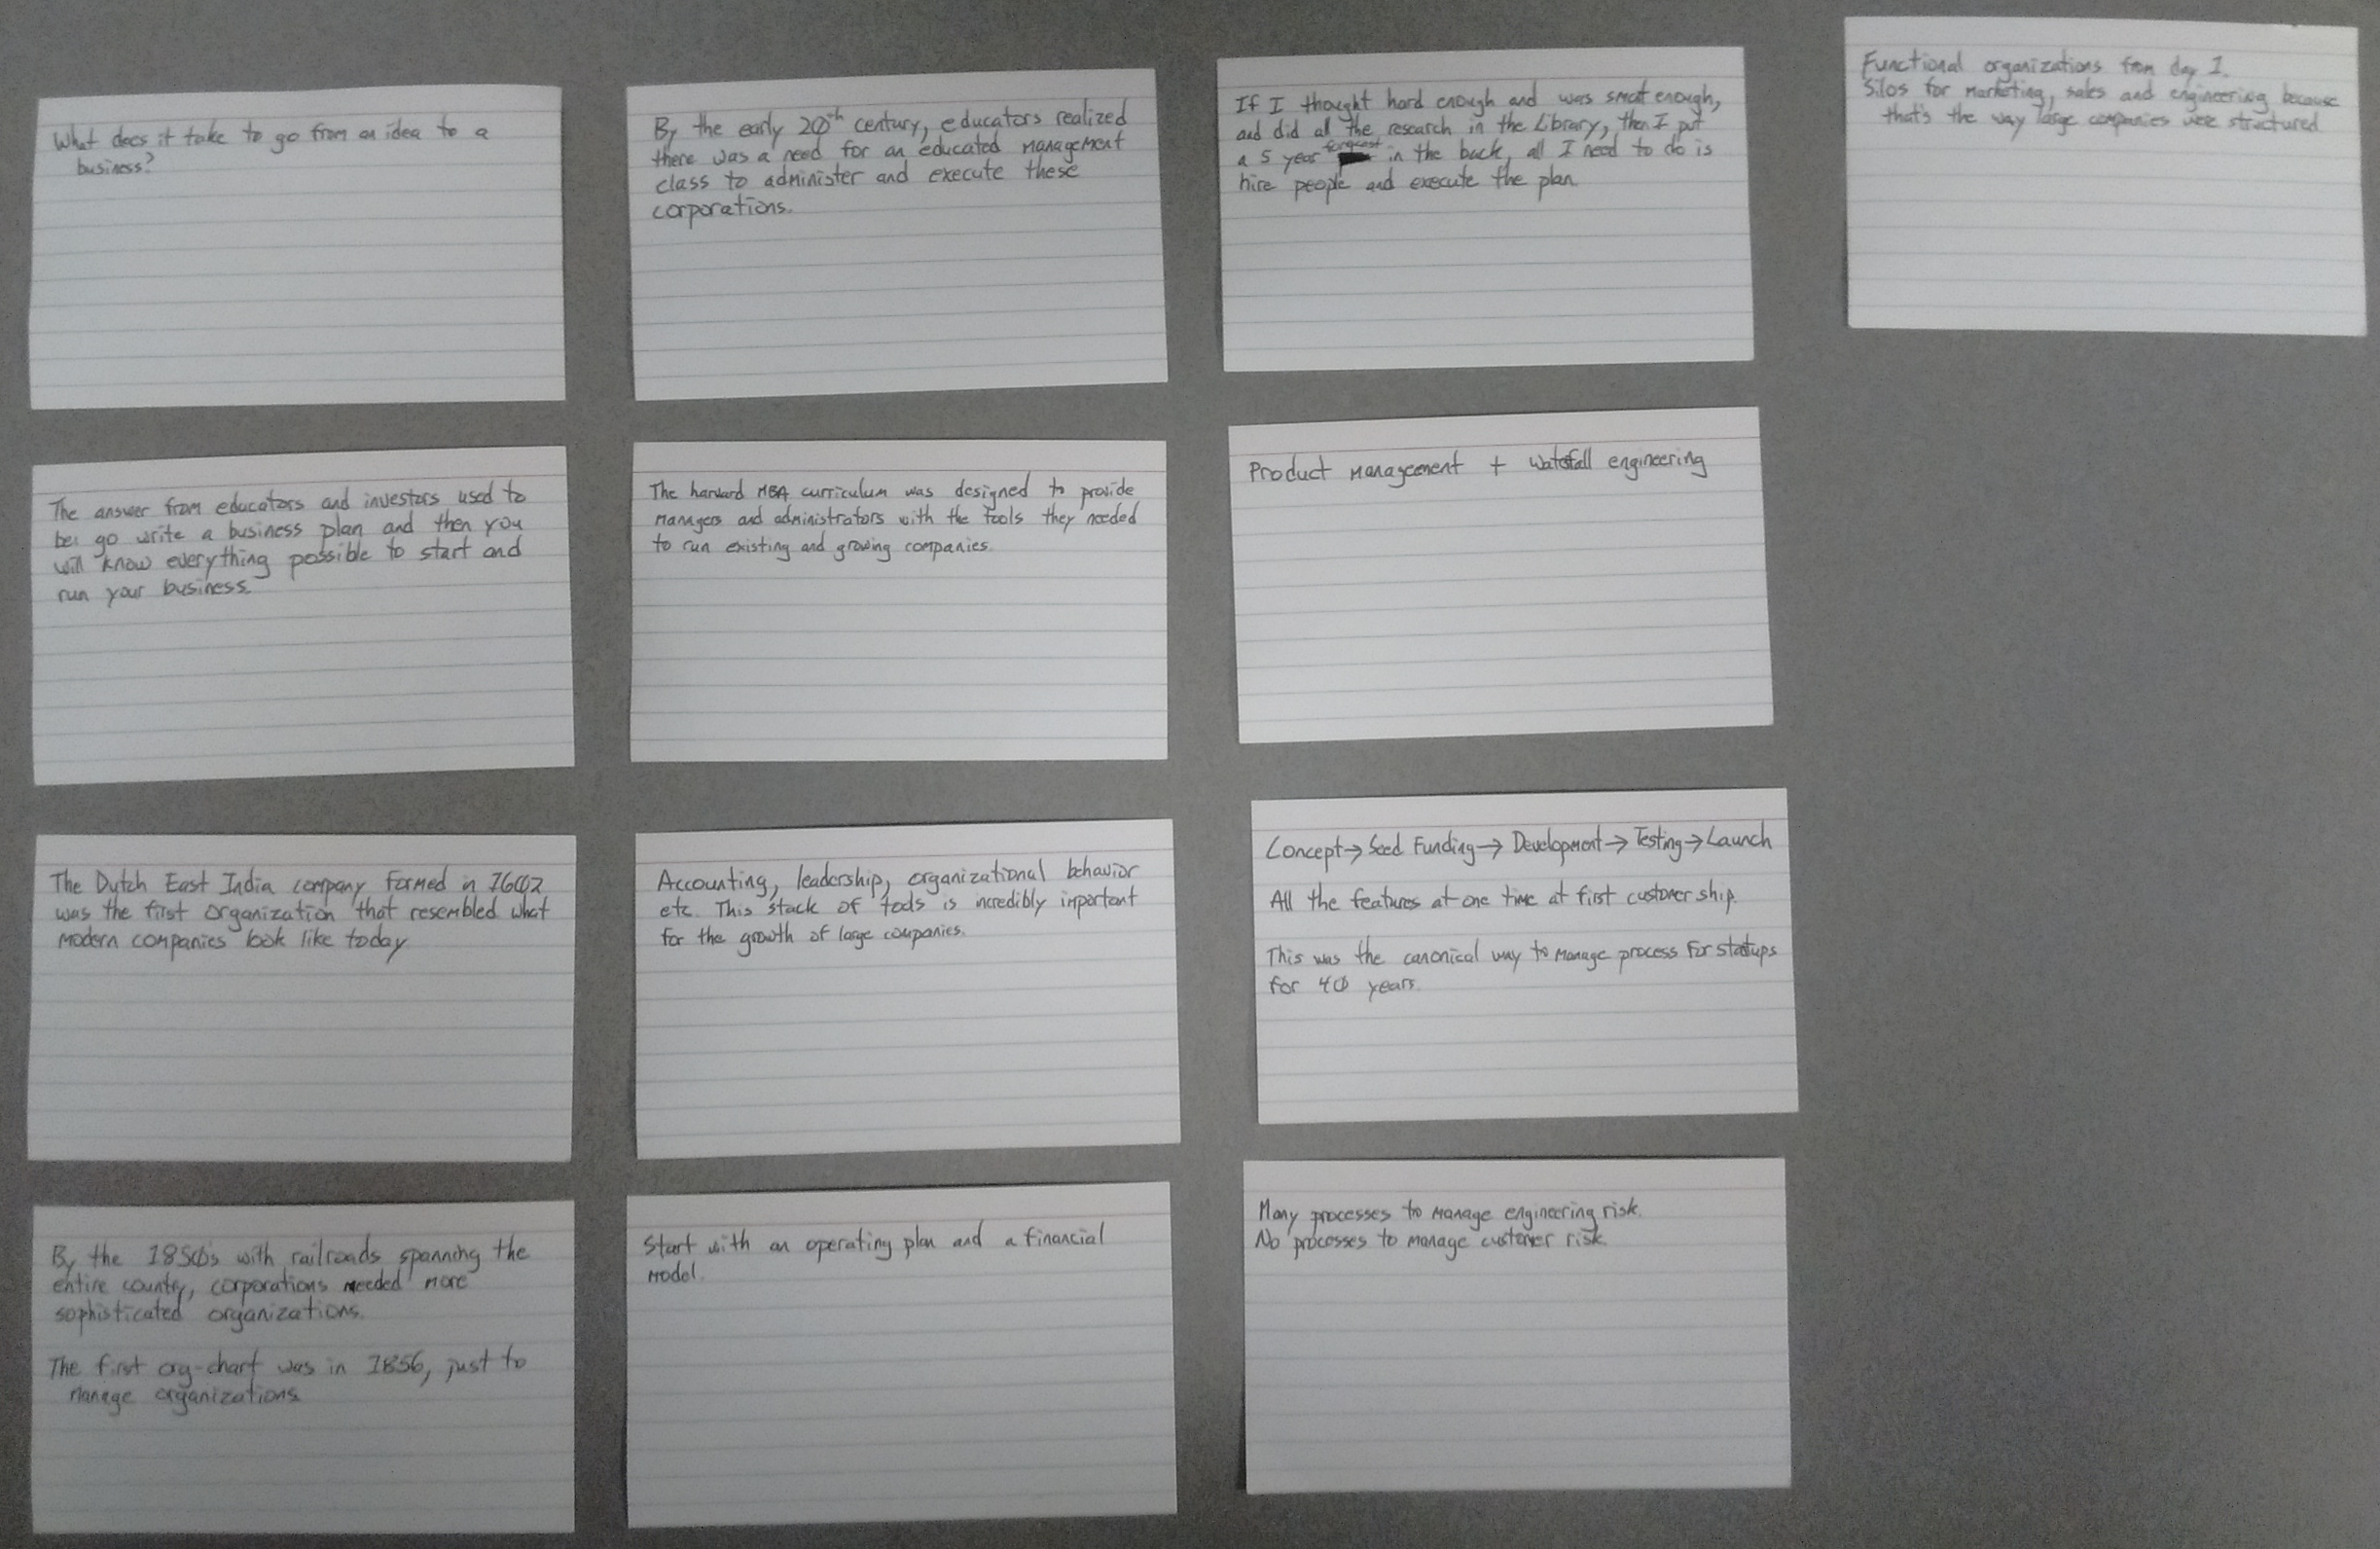 What does it take to go from an idea to a
business?
The answer from educators and investors used to
be: go write a business plan and then you
will know everything possible to start and
run your business.
The Dutch East India company formed in 1602
was the first organization that resembled what
modern companies look like today
By the 1850's with railroads spanning the
entire country, corporations needed more
sophisticated organizations.
The first org-chart was in 1856, just to
manage organizations
By the early 20th century, educators realized
there was a need for an educated management
class to administer and execute these
corporations.
The harvard MBA curriculum was designed to provide
managers and administrators with the tools they needed
to run existing and growing companies.
Accounting, leadership, organizational behavior
etc. This stack of tools is incredibly important
for the growth of large companies.
Start with an operating plan and a financial
model.
If I thought hard enough and was smart enough,
and did all the research in the Library, then I put
a 5 year forecast in the back, all I need to do is
hire people and execute the plan.
Product management + waterfall engineering
Concept → Seed Funding → Development → Testing → Launch
All the features at one time at first customer ship.
This was the canonical way to manage process for startups
for 40 years.
Many processes to manage engineering risk.
No processes to manage customer risk.
Functional organizations from day 1.
Silos for marketing, sales and engineering because
that's the way large companies were structured